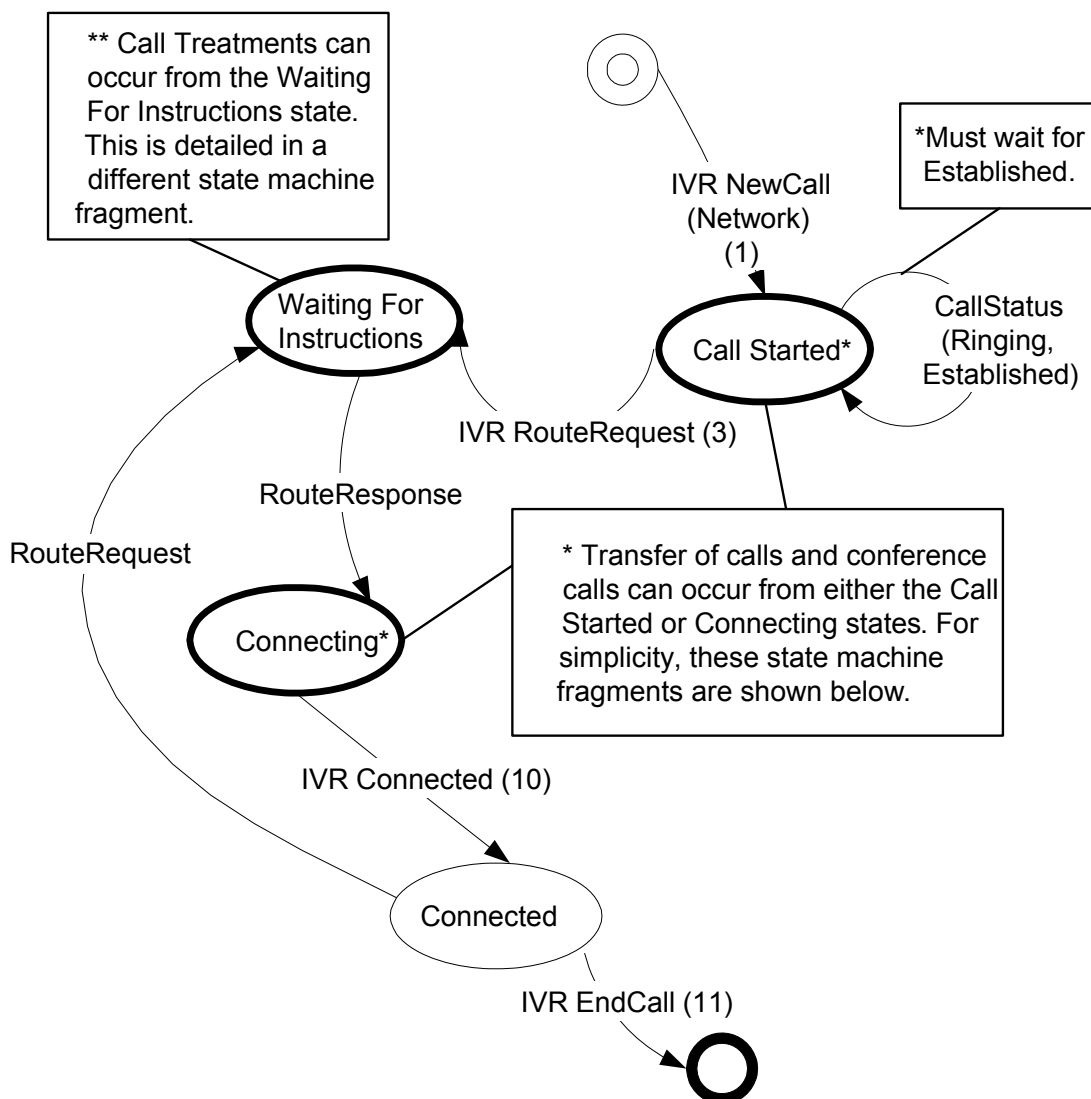 ** Call Treatments can
occur from the Waiting
For Instructions state.
This is detailed in a
different state machine
fragment.
IVR NewCall
(Network)
(1)
*Must wait for
Established.
Waiting For
Instructions
Call Started*
CallStatus
(Ringing,
Established)
IVR RouteRequest (3)
RouteResponse
RouteRequest
* Transfer of calls and conference
calls can occur from either the Call
Started or Connecting states. For
simplicity, these state machine
fragments are shown below.
Connecting*
IVR Connected (10)
Connected
IVR EndCall (11)